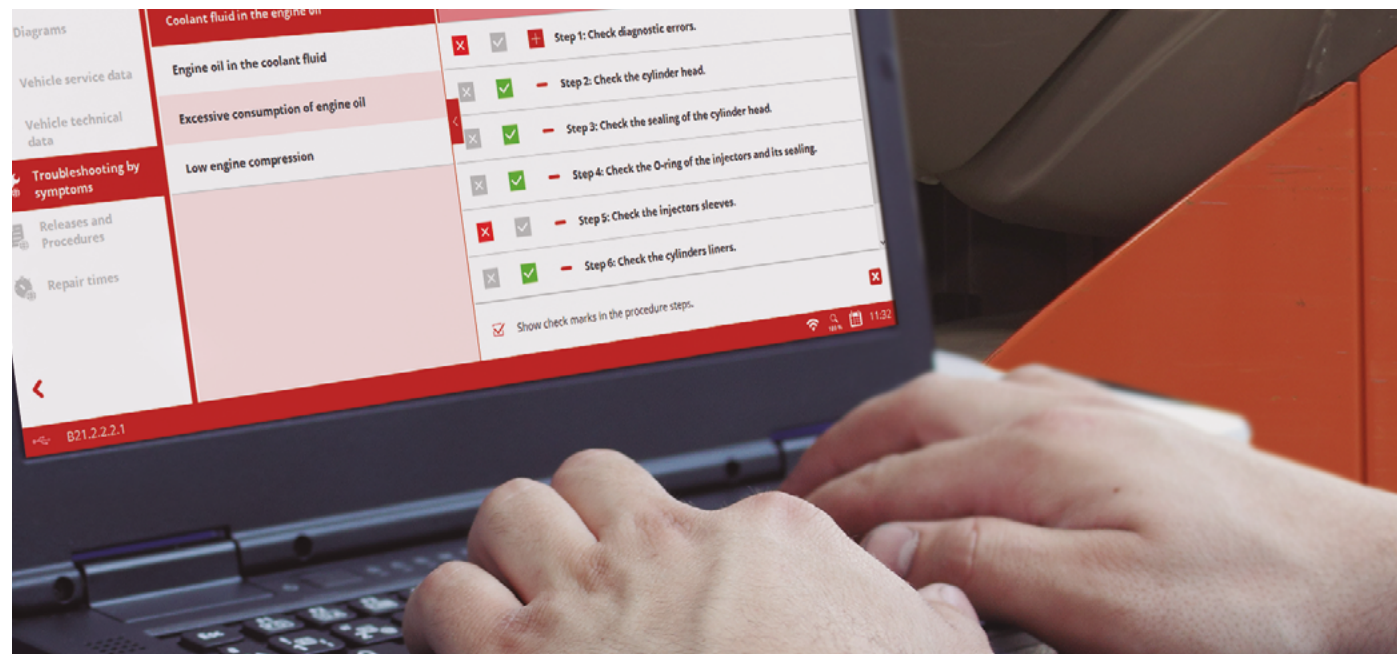 Diagrams
Vehicle service data
Vehicle technical
data
Troubleshooting by
symptoms
Releases and
Procedures
Repair times
B21.2.2.2.1
Coolant fluid in the engine oil
Engine oil in the coolant fluid
Excessive consumption of engine oil
Low engine compression
Step 1: Check diagnostic errors.
Step 2: Check the cylinder head.
Step 3: Check the sealing of the cylinder head.
Step 4: Check the O-ring of the injectors and its sealing.
Step 5: Check the injectors sleeves.
Step 6: Check the cylinders liners.
Show check marks in the procedure steps.
100%
11:32
Esc